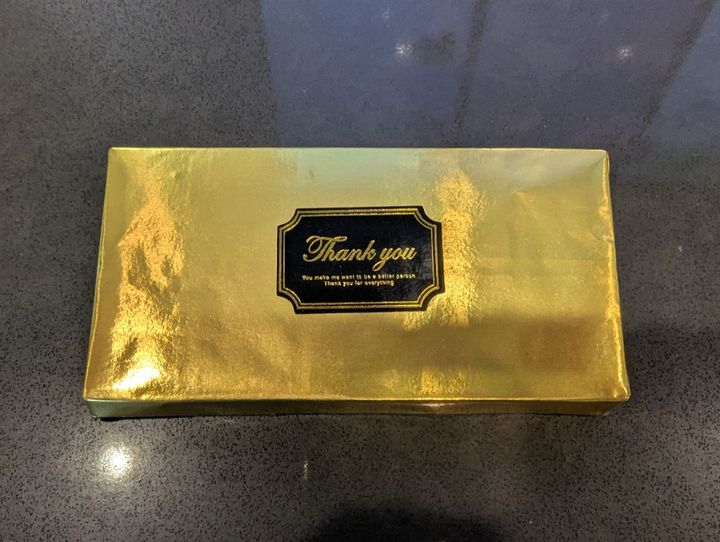 Thank you
You make me want to be a better person
Thank you for everything